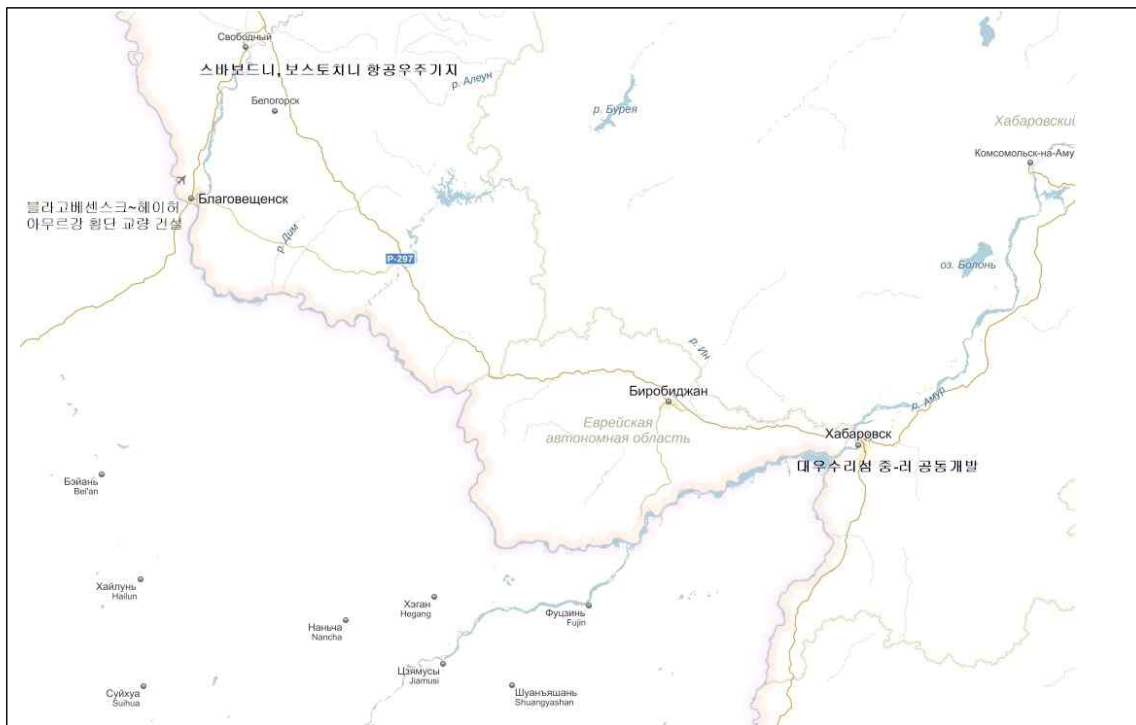 Свободный
스바보드니, 보스토치니 항공우주기지
р. Алеун
Белогорск
р. Бурея
Хабаровский
Комсомольск-на-Аму
Благовещенск
블라고베센스크~헤이허
아무르강 횡단 교량 건설
р. Дим
P-297
оз. Болонь
р. Ин
Биробиджан
р. Амур
Еврейская
автономная область
Хабаровск
대우수리섬 중-러 공동개발
Бэйань
Bei'an
Хайлунь
Hailun
Хэган
Hegang
Фуцзинь
Fujin
Наньча
Nancha
Цзямусы
Jiamusi
Суйхуа
Suihua
Шуанъяшань
Shuangyashan